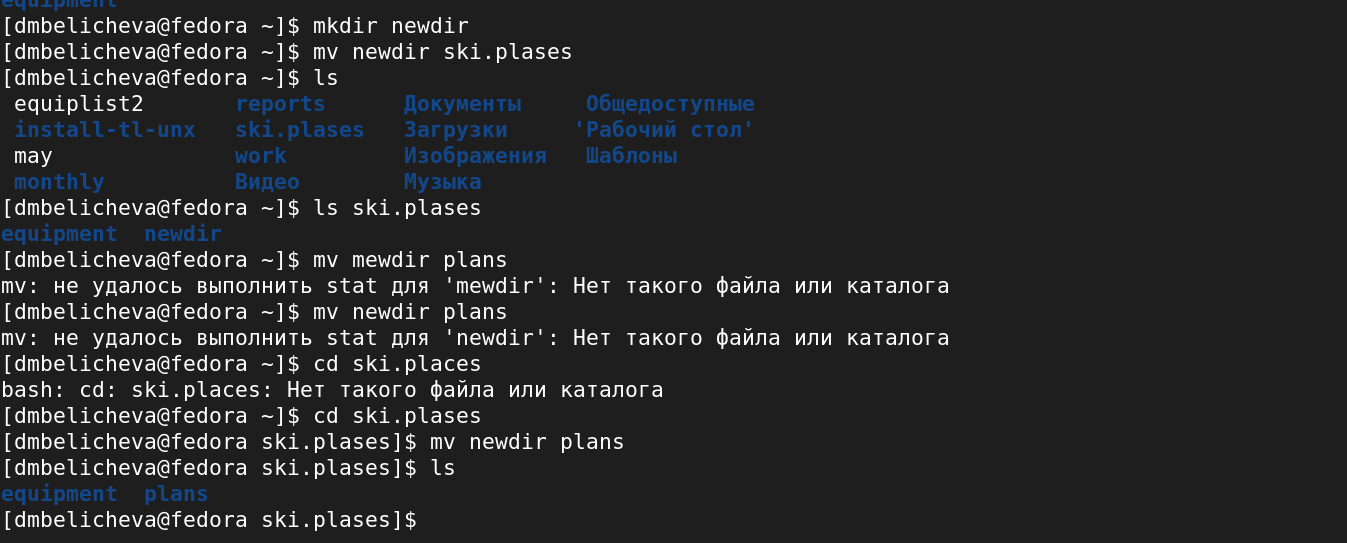 equipment
[dmbelicheva@fedora ~]$ mkdir newdir
[dmbelicheva@fedora ~]$ mv newdir ski.plases
[dmbelicheva@fedora ~]$ ls
equiplist2 reports Документы Общедоступные
install-tl-unx ski.plases Загрузки 'Рабочий стол'
may work Изображения Шаблоны
monthly Видео Музыка
[dmbelicheva@fedora ~]$ ls ski.plases
equipment newdir
[dmbelicheva@fedora ~]$ mv mewdir plans
mv: не удалось выполнить stat для 'mewdir': Нет такого файла или каталога
[dmbelicheva@fedora ~]$ mv newdir plans
mv: не удалось выполнить stat для 'newdir': Нет такого файла или каталога
[dmbelicheva@fedora ~]$ cd ski.places
bash: cd: ski.places: Нет такого файла или каталога
[dmbelicheva@fedora ~]$ cd ski.plases
[dmbelicheva@fedora ski.plases]$ mv newdir plans
[dmbelicheva@fedora ski.plases]$ ls
equipment plans
[dmbelicheva@fedora ski.plases]$